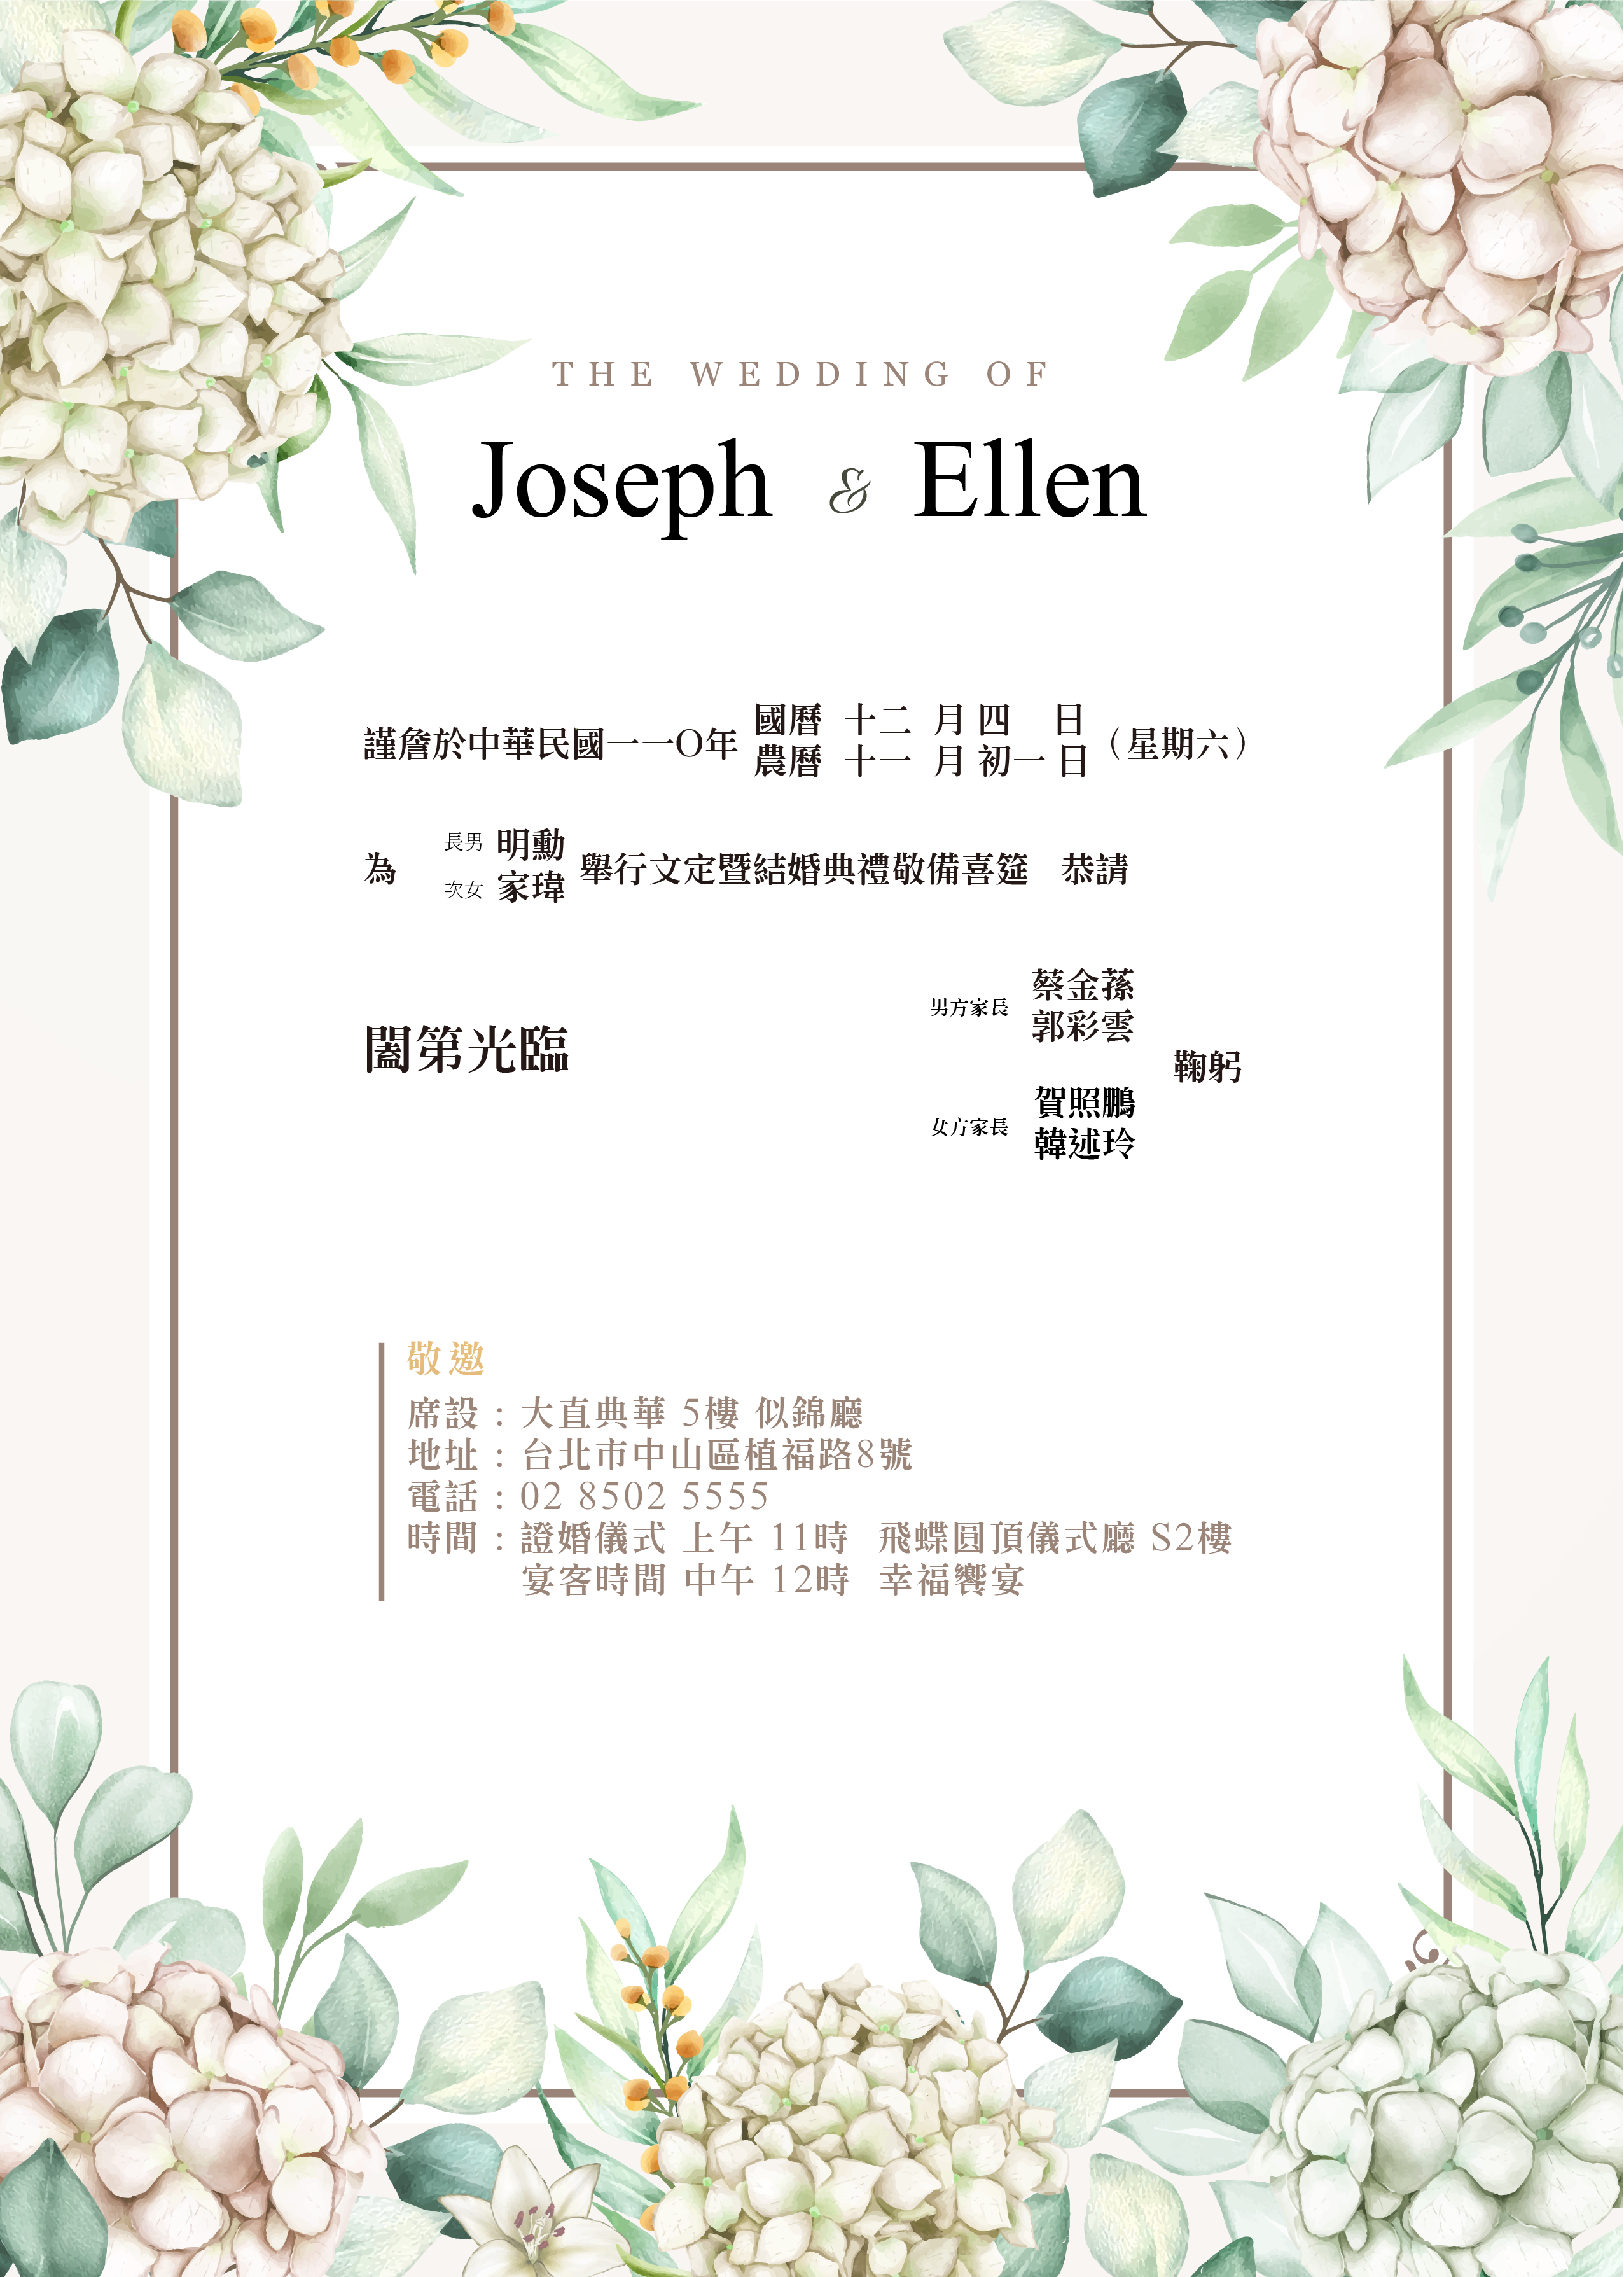 THE WEDDING OF
Joseph & Ellen
謹詹於中華民國一一O年 國曆 十二 月 四 日
農曆 十一 月 初一 日 （星期六）
為 長男 明勳
次女 家瑋 舉行文定暨結婚典禮敬備喜筵 恭請
闔第光臨
男方家長 蔡金蓀
郭彩雲
女方家長 賀照鵬
韓述玲
鞠躬
敬邀
席設：大直典華 5樓 似錦廳
地址：台北市中山區植福路8號
電話：02 8502 5555
時間：證婚儀式 上午 11時 飛蝶圓頂儀式廳 S2樓
宴客時間 中午 12時 幸福饗宴